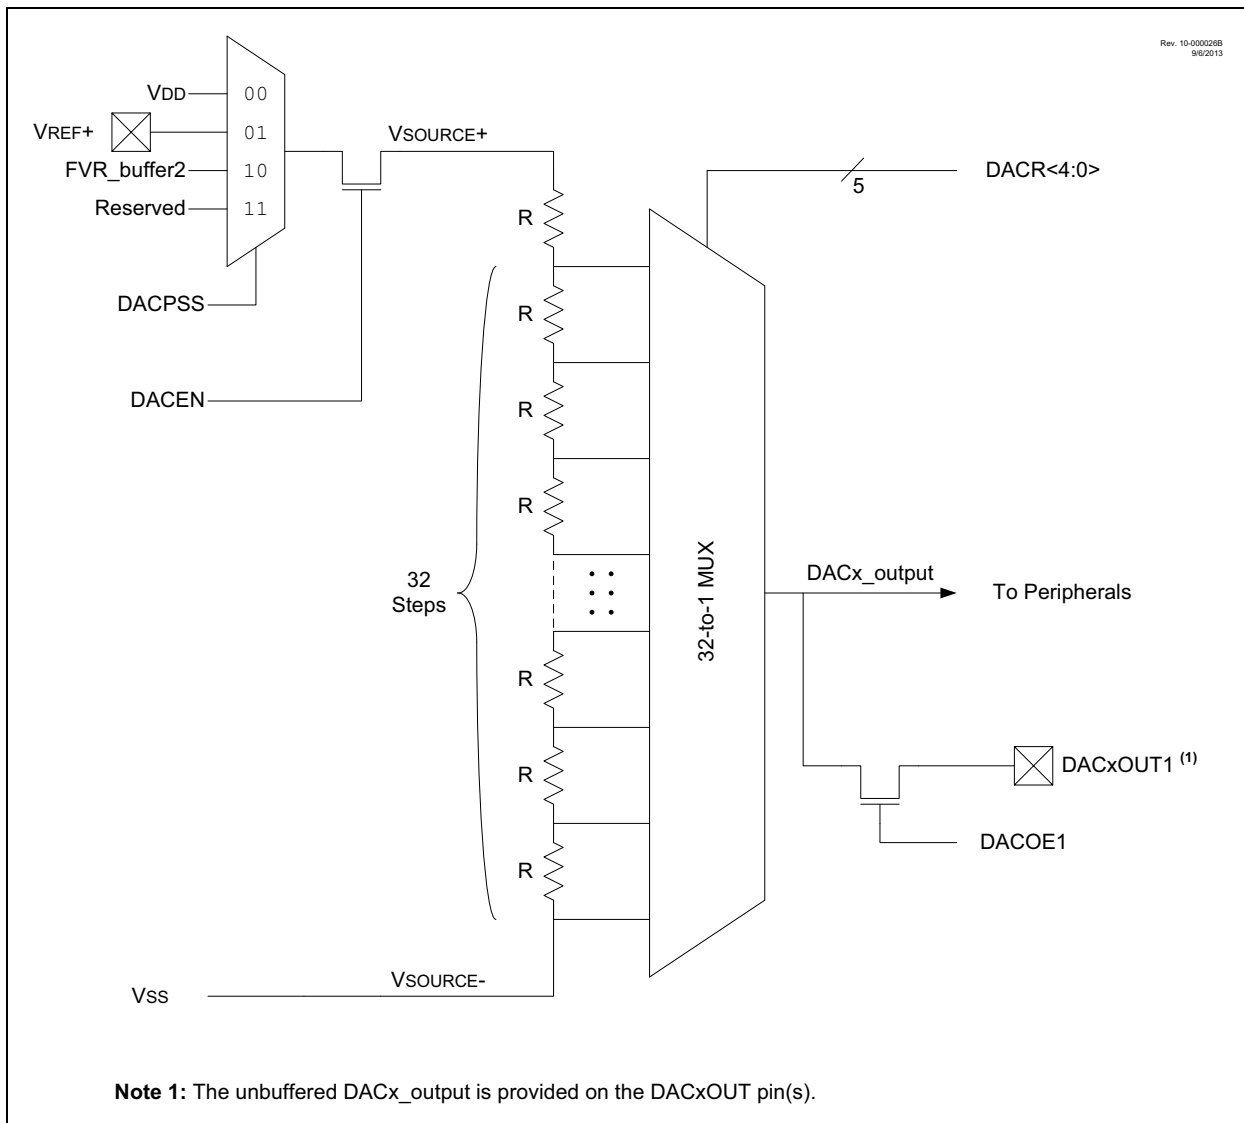 Rev. 10-000026B
9/6/2013
VDD
00
VREF+
01
VSOURCE+
FVR_buffer2
10
DACR<4:0>
5
Reserved
11
R
DACPSS
R
DACEN
R
R
32
Steps
32-to-1 MUX
DACx_output
To Peripherals
R
R
DACxOUT1 (1)
DACOE1
R
VSOURCE-
VSS
Note 1: The unbuffered DACx_output is provided on the DACxOUT pin(s).